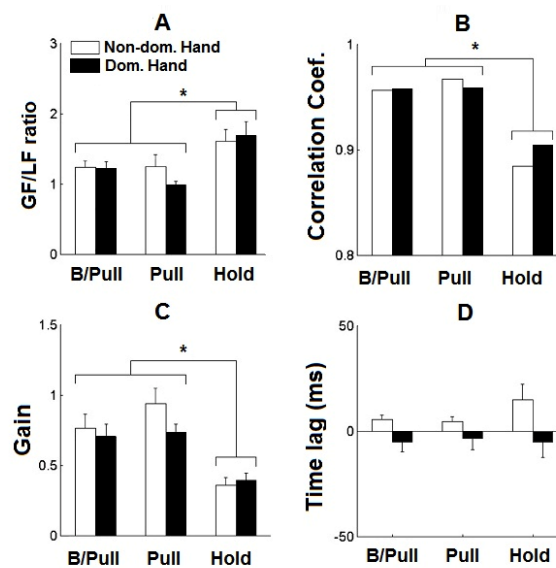 A
B
3
Non-dom. Hand
Dom. Hand
*
2
1
0
GF/LF ratio
B/Pull Pull Hold
1
*
0.9
0.8
Correlation Coef.
B/Pull Pull Hold
C
D
1.5
*
1
0.5
0
Gain
B/Pull Pull Hold
50
0
-50
Time lag (ms)
B/Pull Pull Hold